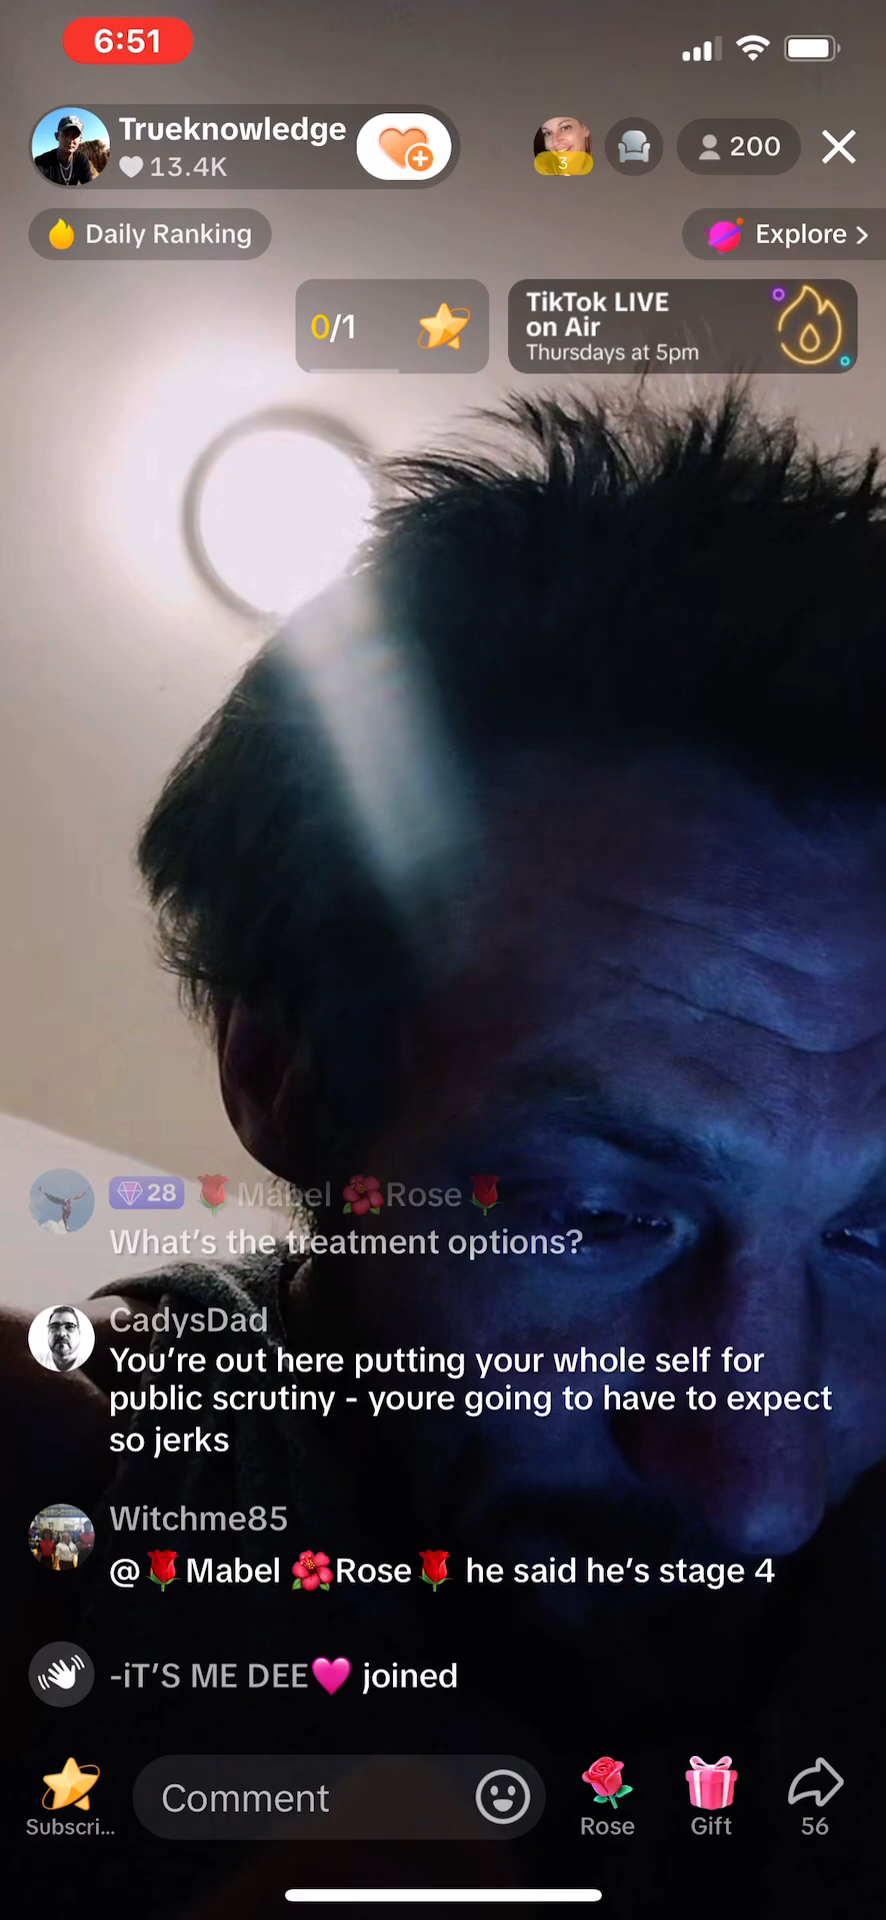 6:51
Trueknowledge
13.4K
3
200
Daily Ranking
Explore >
0/1
TikTok LIVE
on Air
Thursdays at 5pm
28 🌹Mabel 🌺Rose🌹
What's the treatment options?
CadysDad
You're out here putting your whole self for
public scrutiny - youre going to have to expect
so jerks
Witchme85
@🌹Mabel 🌺Rose🌹 he said he's stage 4
-iT'S ME DEE🩷 joined
Comment
Subscri...
Rose
Gift
56